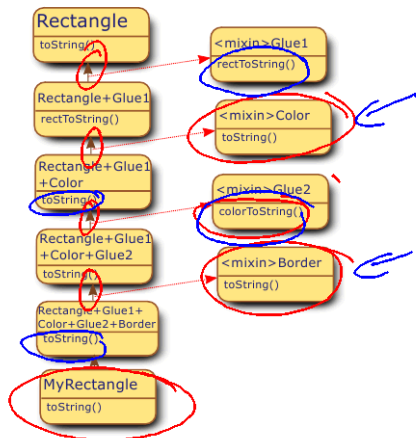 Rectangle
toString()
<mixin>Glue1
rectToString()
Rectangle+Glue1
rectToString()
<mixin>Color
toString()
Rectangle+Glue1
+Color
toString()
<mixin>Glue2
colorToString()
Rectangle+Glue1
+Color+Glue2
toString()
<mixin>Border
toString()
Rectangle+Glue1+
Color+Glue2+Border
toString()
MyRectangle
toString()